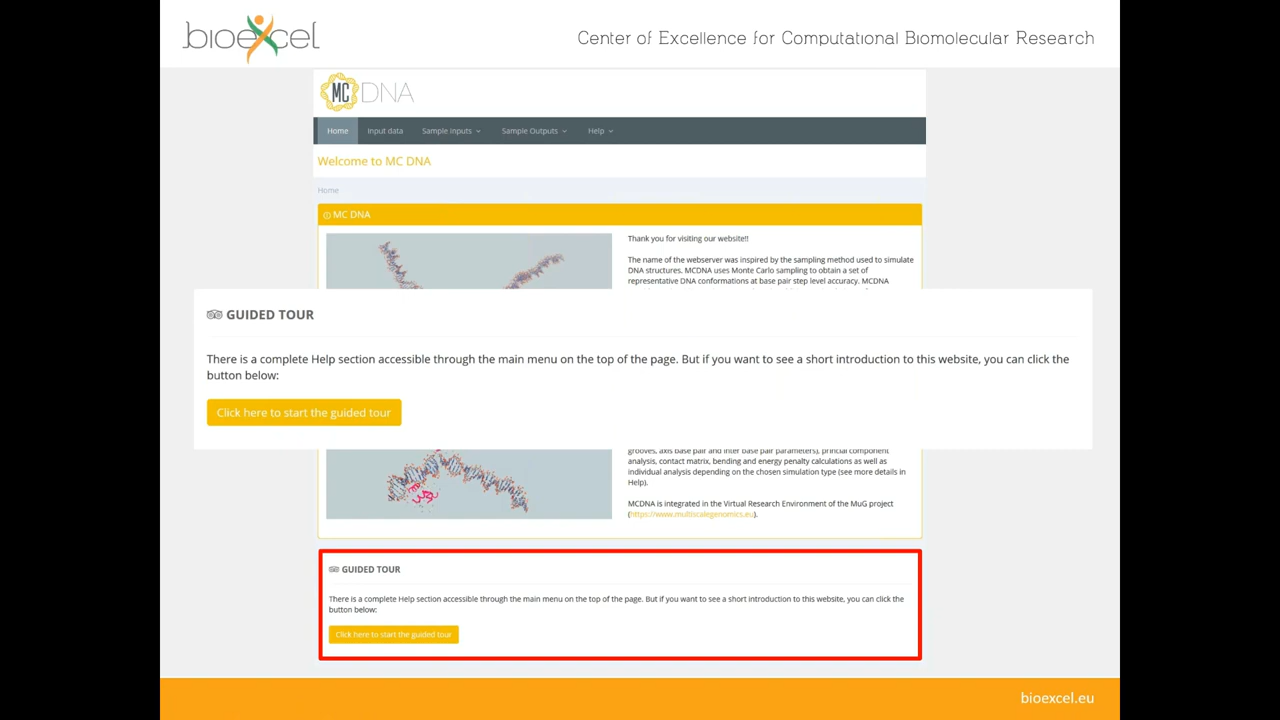 bioexcel
Center of Excellence for Computational Biomolecular Research
MC DNA
Home
Input data
Sample inputs
Sample Outputs
Help
Welcome to MC DNA
Home
MC DNA
Thank you for visiting our website!!
The name of the webserver was inspired by the sampling method used to simulate
DNA structures. MCDNA uses Monte Carlo sampling to obtain a set of
representative DNA conformations at base pair step level accuracy. MCDNA
GUIDED TOUR
There is a complete Help section accessible through the main menu on the top of the page. But if you want to see a short introduction to this website, you can click the
button below:
Click here to start the guided tour
grooves, axis base pair and inter base pair parameters), princial component
analysis, contact matrix, bending and energy penalty calculations as well as
individual analysis depending on the chosen simulation type (see more details in
Help).
MCDNA is integrated in the Virtual Research Environment of the MuG project
(https://www.multiscalegenomics.eu).
GUIDED TOUR
There is a complete Help section accessible through the main menu on the top of the page. But if you want to see a short introduction to this website, you can click the
button below:
Click here to start the guided tour
bioexcel.eu